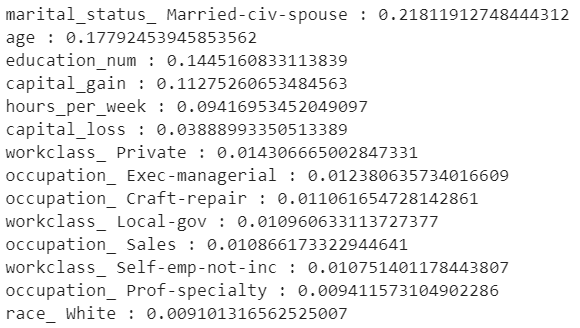 marital_status_ Married-civ-spouse : 0.21811912748444312
age : 0.17792453945853562
education_num : 0.1445160833113839
capital_gain : 0.11275260653484563
hours_per_week : 0.09416953452049097
capital_loss : 0.03888993350513389
workclass_ Private : 0.014306665002847331
occupation_ Exec-managerial : 0.012380635734016609
occupation_ Craft-repair : 0.011061654728142861
workclass_ Local-gov : 0.010960633113727377
occupation_ Sales : 0.010866173322944641
workclass_ Self-emp-not-inc : 0.010751401178443807
occupation_ Prof-specialty : 0.009411573104902286
race_ White : 0.009101316562525007